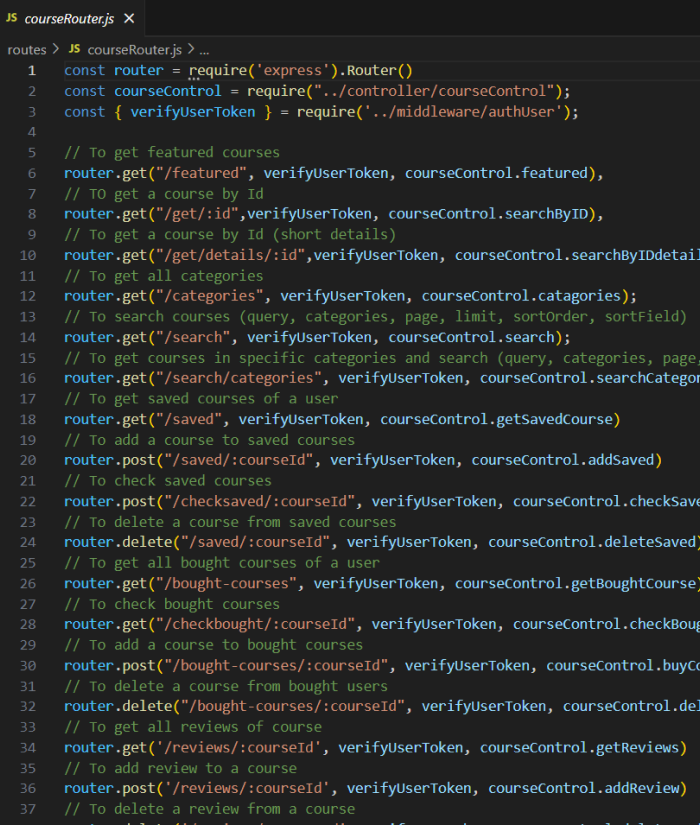 JS courseRouter.js ×
routes > JS courseRouter.js > ...
1 const router = require('express').Router()
2 const courseControl = require("../controller/courseControl");
3 const { verifyUserToken } = require('../middleware/authUser');
4
5 // To get featured courses
6 router.get("/featured", verifyUserToken, courseControl.featured),
7 // TO get a course by Id
8 router.get("/get/:id",verifyUserToken, courseControl.searchByID),
9 // To get a course by Id (short details)
10 router.get("/get/details/:id",verifyUserToken, courseControl.searchByIDdetail
11 // To get all categories
12 router.get("/categories", verifyUserToken, courseControl.catagories);
13 // To search courses (query, categories, page, limit, sortOrder, sortField)
14 router.get("/search", verifyUserToken, courseControl.search);
15 // To get courses in specific categories and search (query, categories, page,
16 router.get("/search/categories", verifyUserToken, courseControl.searchCategor
17 // To get saved courses of a user
18 router.get("/saved", verifyUserToken, courseControl.getSavedCourse)
19 // To add a course to saved courses
20 router.post("/saved/:courseId", verifyUserToken, courseControl.addSaved)
21 // To check saved courses
22 router.post("/checksaved/:courseId", verifyUserToken, courseControl.checkSave
23 // To delete a course from saved courses
24 router.delete("/saved/:courseId", verifyUserToken, courseControl.deleteSaved)
25 // To get all bought courses of a user
26 router.get("/bought-courses", verifyUserToken, courseControl.getBoughtCourse)
27 // To check bought courses
28 router.get("/checkbought/:courseId", verifyUserToken, courseControl.checkBoug
29 // To add a course to bought courses
30 router.post("/bought-courses/:courseId", verifyUserToken, courseControl.buyCo
31 // To delete a course from bought users
32 router.delete("/bought-courses/:courseId", verifyUserToken, courseControl.del
33 // To get all reviews of course
34 router.get('/reviews/:courseId', verifyUserToken, courseControl.getReviews)
35 // To add review to a course
36 router.post('/reviews/:courseId', verifyUserToken, courseControl.addReview)
37 // To delete a review from a course